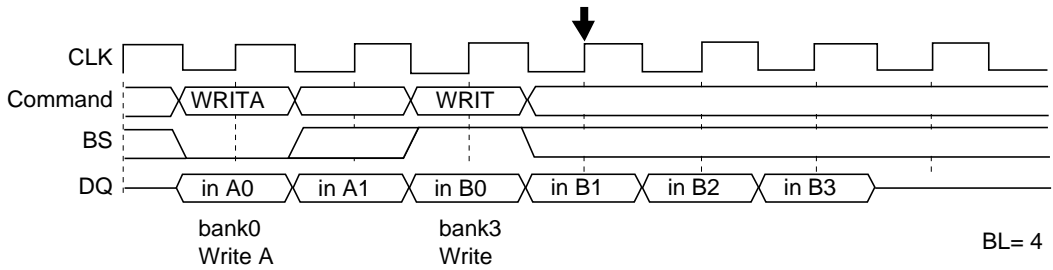 CLK
Command WRITA WRIT
BS
DQ in A0 in A1 in B0 in B1 in B2 in B3
bank0 bank3
Write A Write BL= 4